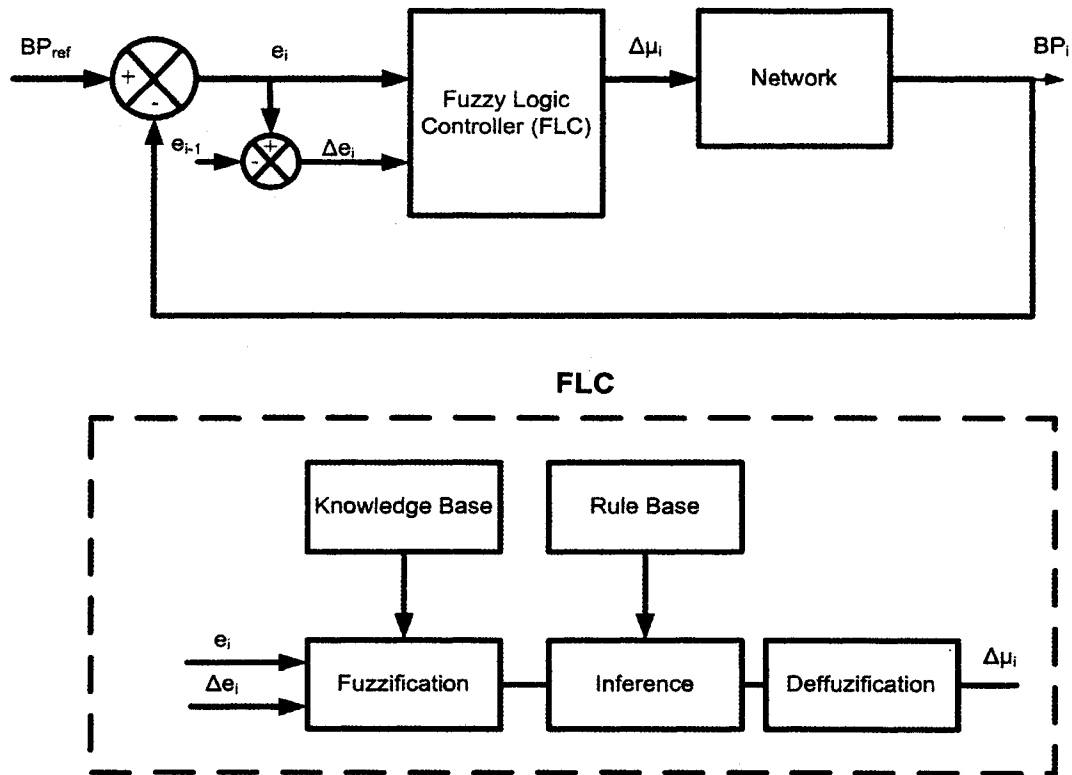 BPref
+
-
ei
ei-1
+
-
Δei
Fuzzy Logic
Controller (FLC)
Δμi
Network
BPi
FLC
Knowledge Base
Rule Base
ei
Δei
Fuzzification
Inference
Deffuzification
Δμi